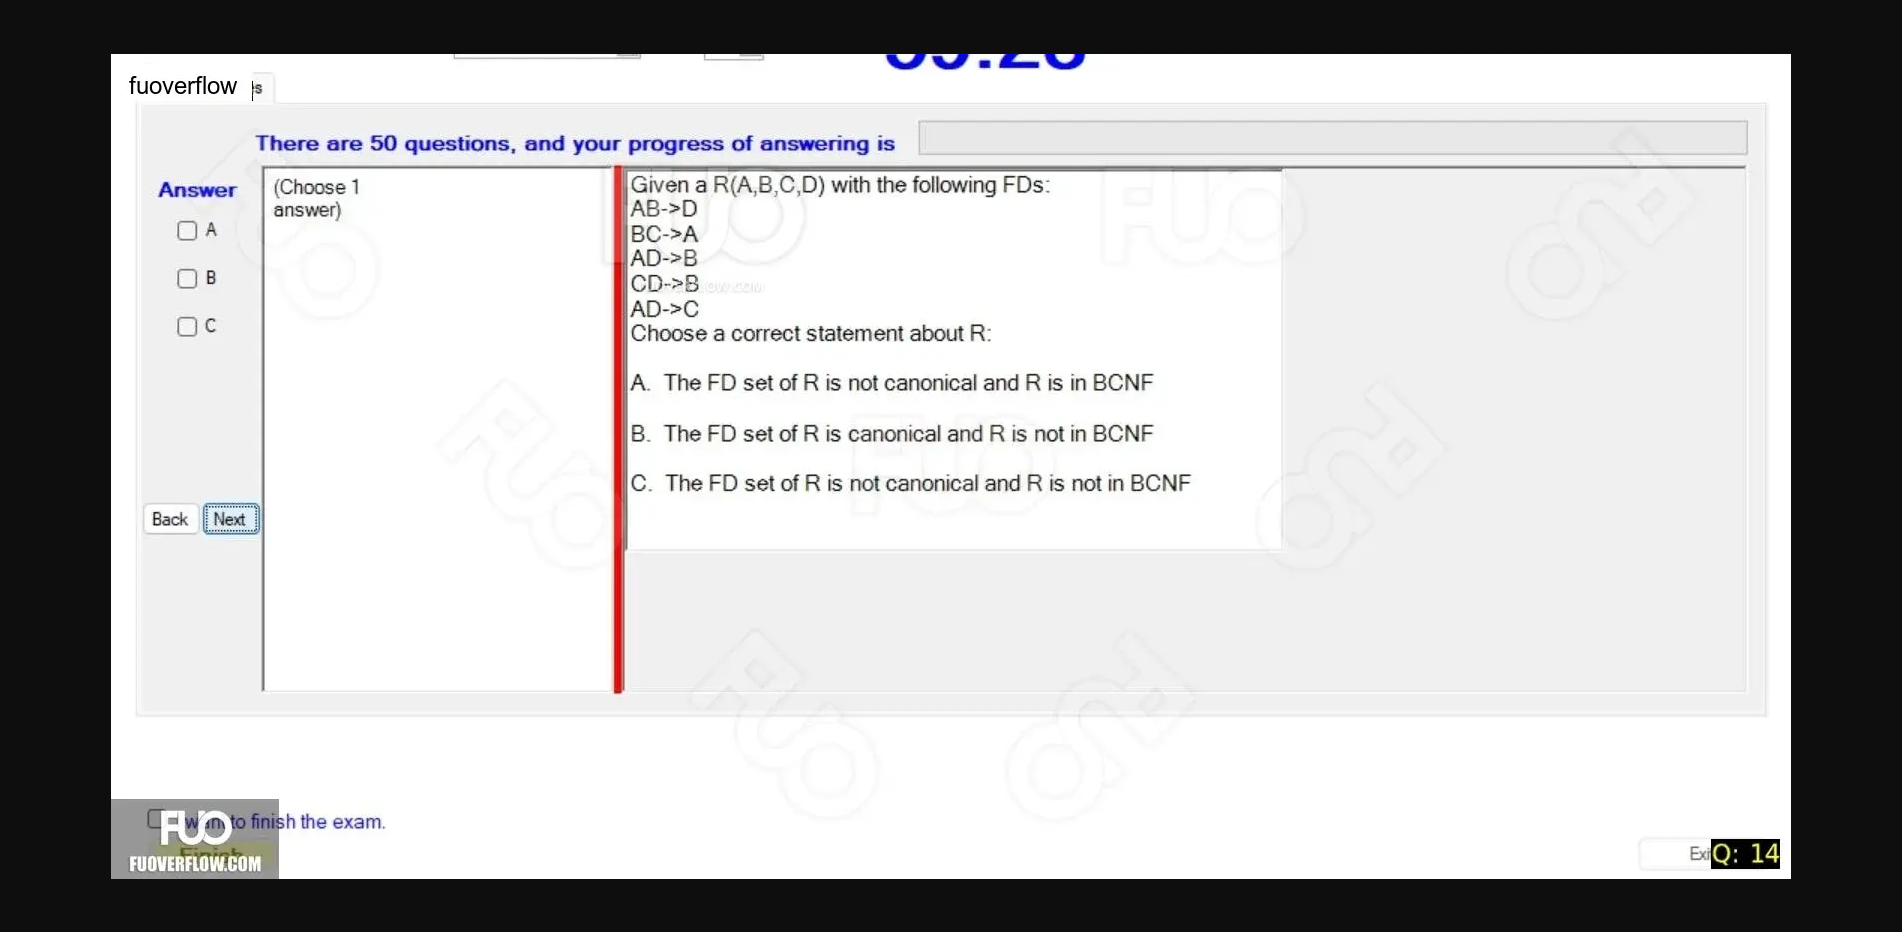 fuoverflow
There are 50 questions, and your progress of answering is
Answer
(Choose 1
answer)
A
B
C
Back
Next
Given a R(A,B,C,D) with the following FDs:
AB->D
BC->A
AD->B
CD->B
AD->C
Choose a correct statement about R:
A. The FD set of R is not canonical and R is in BCNF
B. The FD set of R is canonical and R is not in BCNF
C. The FD set of R is not canonical and R is not in BCNF
want to finish the exam.
FUO
FUOVERFLOW.COM
Q: 14